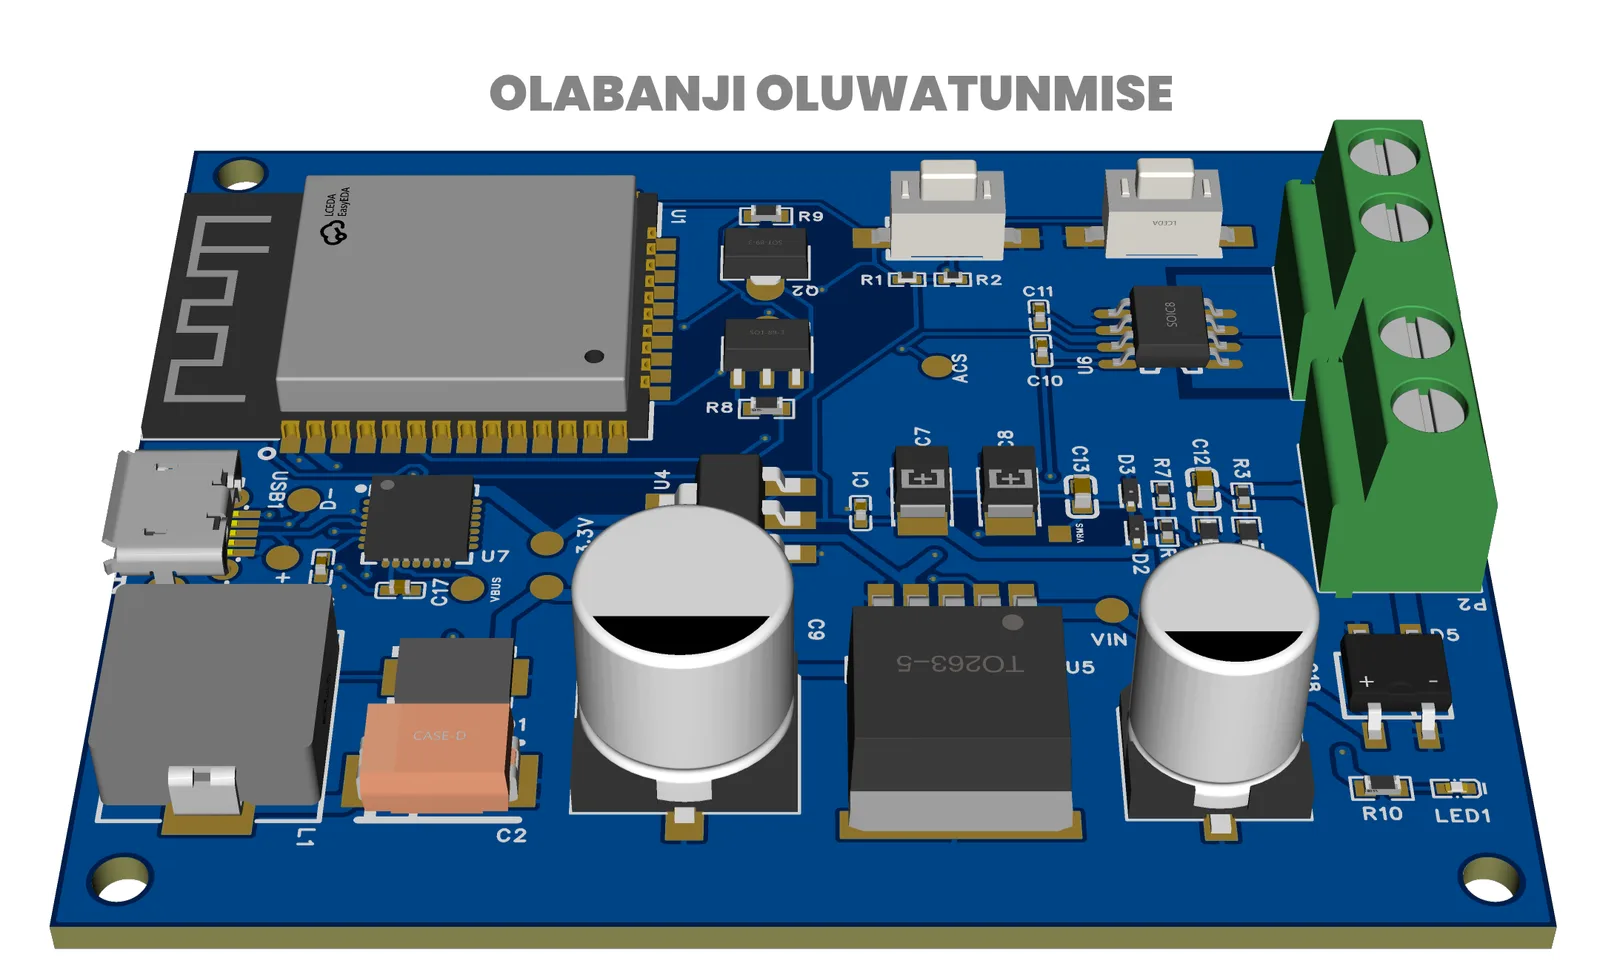 OLABANJI OLUWATUNMISE
LCEDA
EasyEDA
U1
R9
Q2
R1
R2
LCEDA
C11
SOIC8
U6
C10
ACS
R8
USB1
D-
U4
C1
C7
C8
C13
D3
R7
C12
R3
VRMS
D2
3.3V
U7
+
C17
VBUS
C9
VIN
U5
TO263-5
P2
D5
+ -
CASE-D
C2
L1
R10
LED1